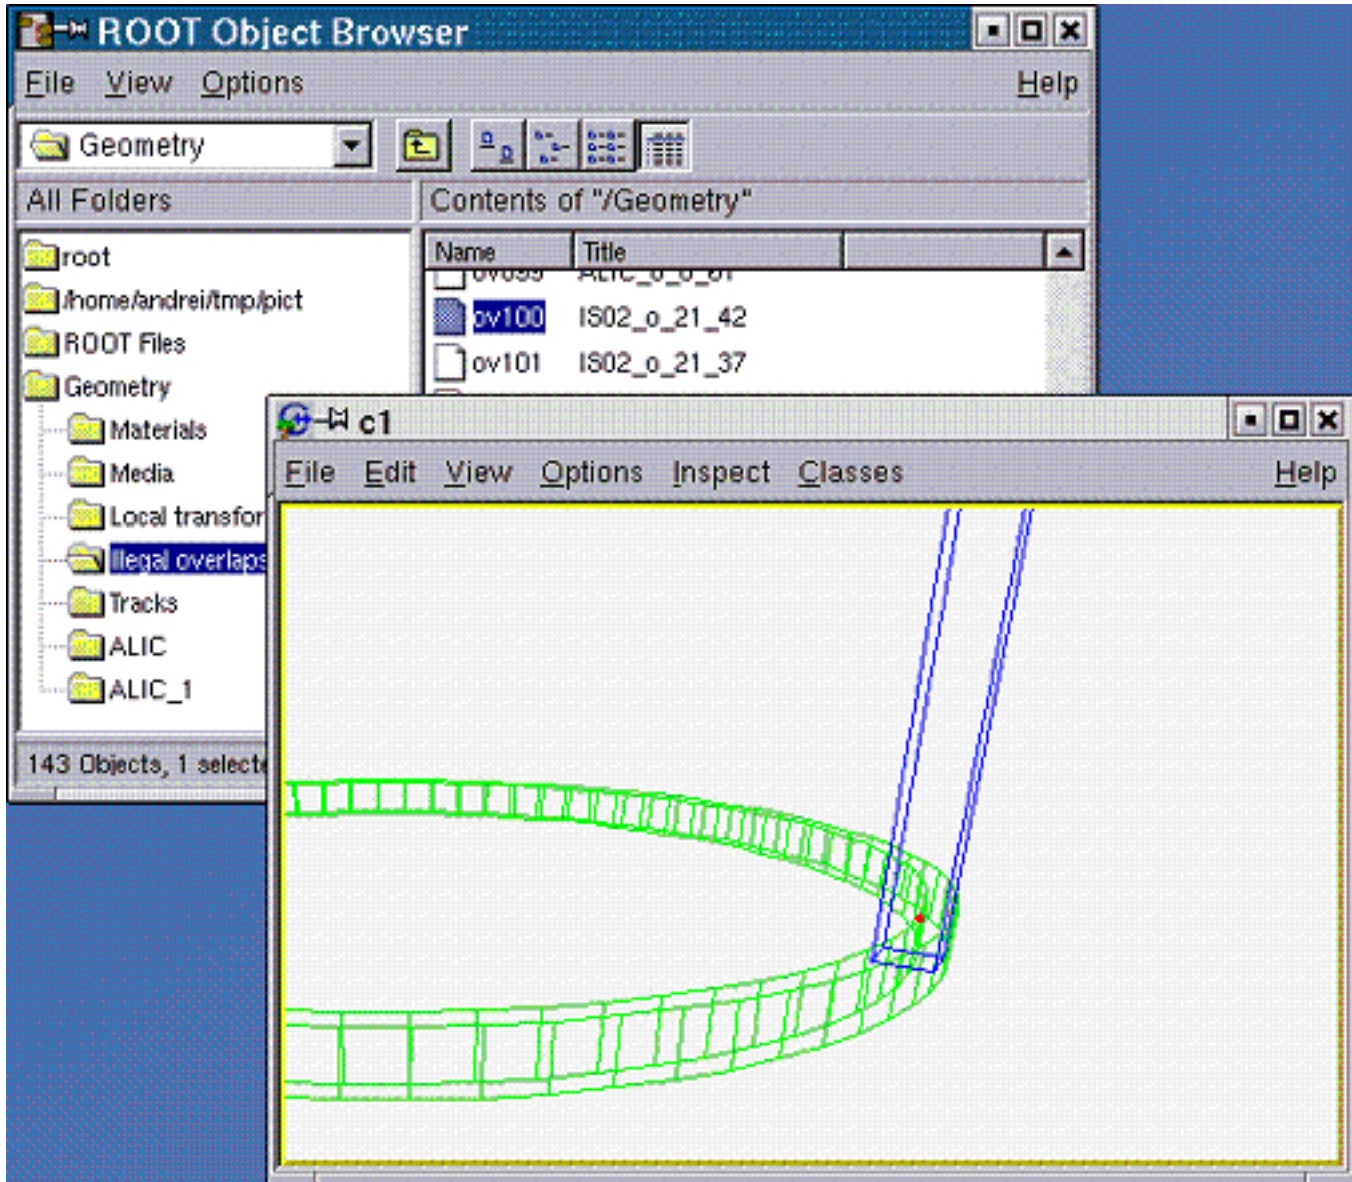 ROOT Object Browser
File View Options Help
Geometry
All Folders
Contents of "/Geometry"
Name Title
root
/home/andrei/tmp/pict
ROOT Files
Geometry
Materials
Media
Local transfor
Illegal overlaps
Tracks
ALIC
ALIC_1
143 Objects, 1 selecte
ov099 ALIC_o_0_61
ov100 IS02_o_21_42
ov101 IS02_o_21_37
c1
File Edit View Options Inspect Classes Help